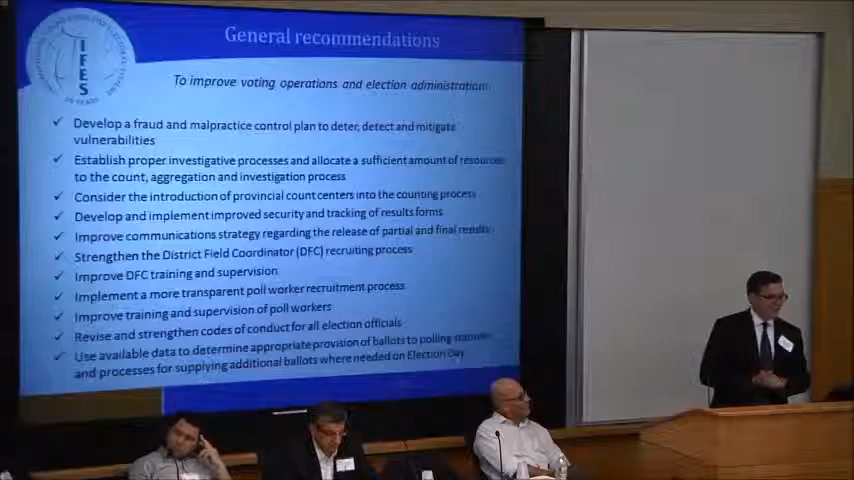 IFES
General recommendations
To improve voting operations and election administration:
✓ Develop a fraud and malpractice control plan to deter, detect and mitigate
vulnerabilities
✓ Establish proper investigative processes and allocate a sufficient amount of resources
to the count, aggregation and investigation process
✓ Consider the introduction of provincial count centers into the counting process
✓ Develop and implement improved security and tracking of results forms
✓ Improve communications strategy regarding the release of partial and final results
✓ Strengthen the District Field Coordinator (DFC) recruiting process
✓ Improve DFC training and supervision
✓ Implement a more transparent poll worker recruitment process
✓ Improve training and supervision of poll workers
✓ Revise and strengthen codes of conduct for all election officials
✓ Use available data to determine appropriate provision of ballots to polling
and processes for supplying additional ballots where needed on Election Day